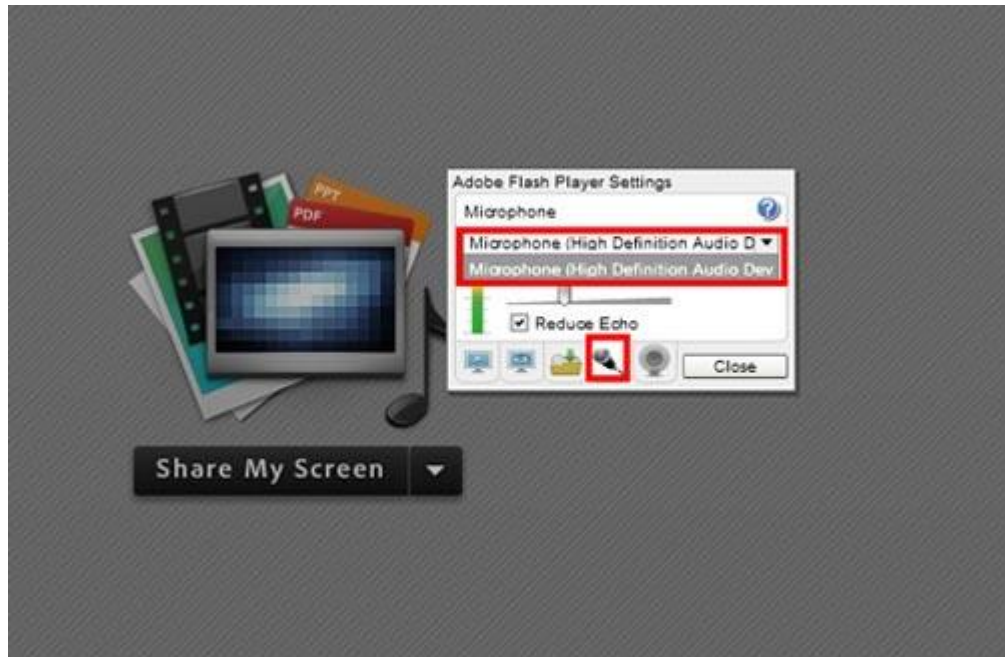 PPT
PDF
Adobe Flash Player Settings
Microphone
Microphone (High Definition Audio D
Microphone (High Definition Audio Dev
Reduce Echo
Close
Share My Screen